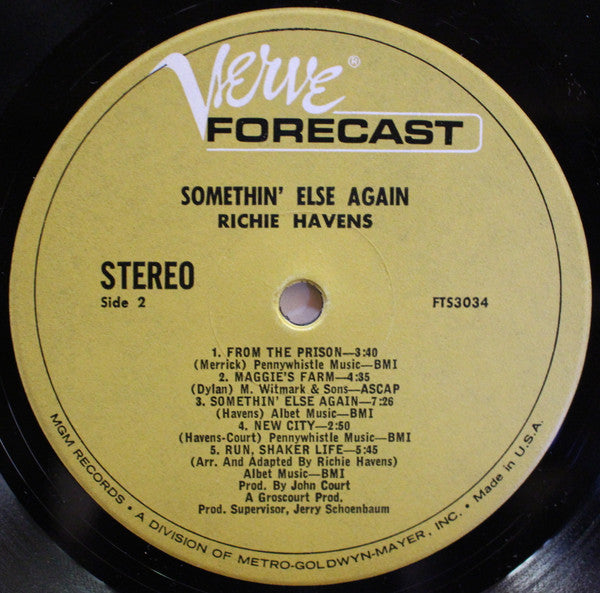 Verve®
FORECAST
SOMETHIN' ELSE AGAIN
RICHIE HAVENS
STEREO
Side 2
FTS3034
1. FROM THE PRISON—3:40
(Merrick) Pennywhistle Music—BMI
2. MAGGIE'S FARM—4:35
(Dylan) M. Witmark & Sons—ASCAP
3. SOMETHIN' ELSE AGAIN—7:26
(Havens) Albet Music—BMI
4. NEW CITY—2:50
(Havens-Court) Pennywhistle Music—BMI
5. RUN, SHAKER LIFE—5:45
(Arr. And Adapted By Richie Havens)
Albet Music—BMI
Prod. By John Court
A Groscourt Prod.
Prod. Supervisor, Jerry Schoenbaum
MGM RECORDS • A DIVISION OF METRO-GOLDWYN-MAYER, INC. • Made in U.S.A.